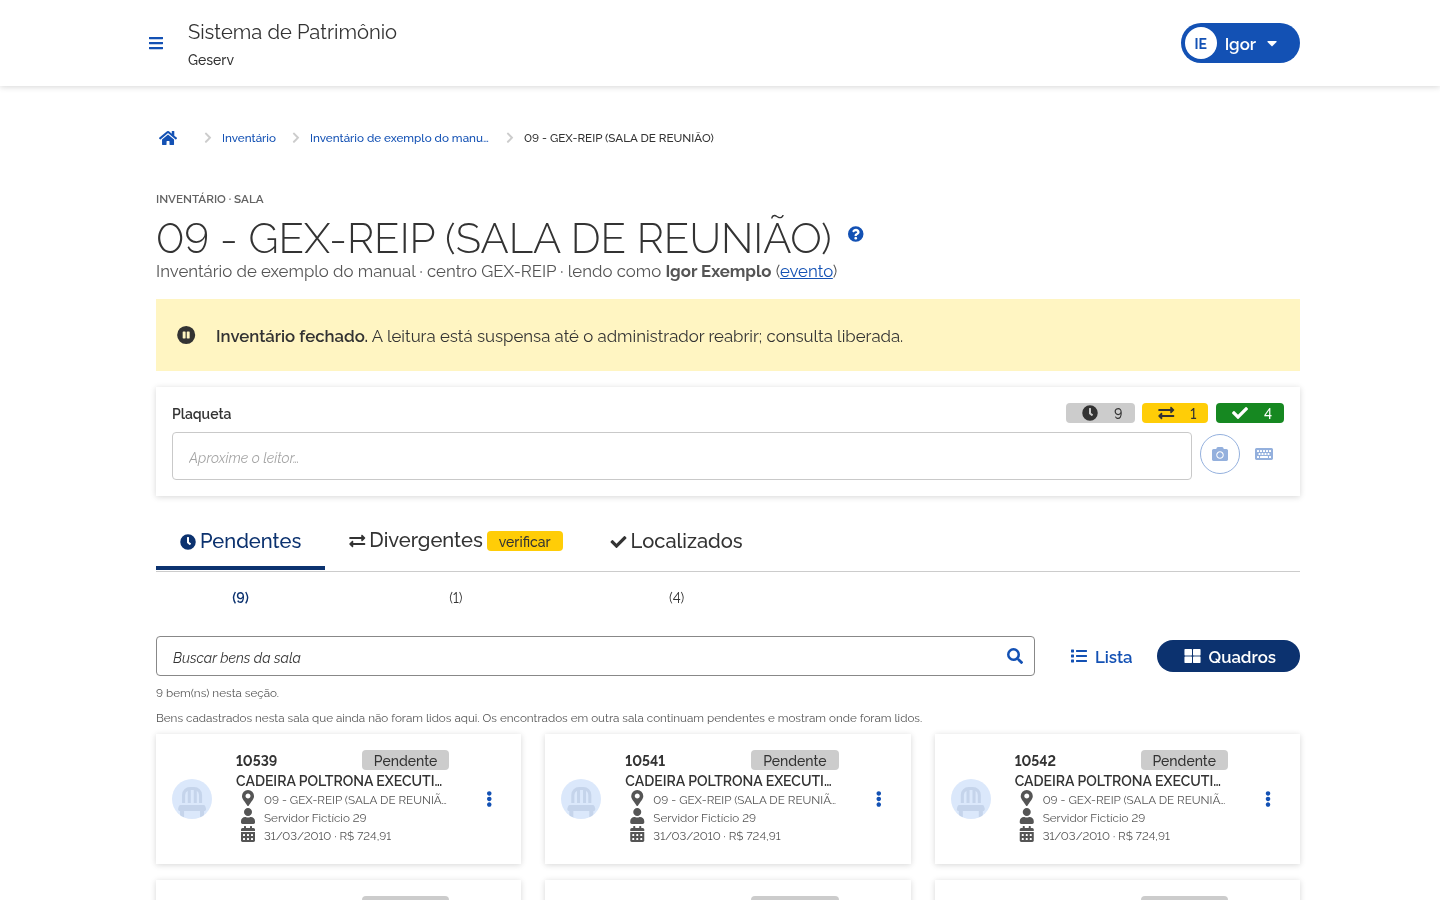 Sistema de Patrimônio
Geserv
IE Igor
Inventário
Inventário de exemplo do manu...
09 - GEX-REIP (SALA DE REUNIÃO)
INVENTÁRIO · SALA
09 - GEX-REIP (SALA DE REUNIÃO)
Inventário de exemplo do manual · centro GEX-REIP · lendo como Igor Exemplo (evento)
Inventário fechado. A leitura está suspensa até o administrador reabrir; consulta liberada.
Plaqueta
9
1
4
Aproxime o leitor...
Pendentes
Divergentes verificar
Localizados
(9)
(1)
(4)
Buscar bens da sala
Lista
Quadros
9 bem(ns) nesta seção.
Bens cadastrados nesta sala que ainda não foram lidos aqui. Os encontrados em outra sala continuam pendentes e mostram onde foram lidos.
10539 Pendente
CADEIRA POLTRONA EXECUTI...
09 - GEX-REIP (SALA DE REUNIÃ...
Servidor Fictício 29
31/03/2010 · R$ 724,91
10541 Pendente
CADEIRA POLTRONA EXECUTI...
09 - GEX-REIP (SALA DE REUNIÃ...
Servidor Fictício 29
31/03/2010 · R$ 724,91
10542 Pendente
CADEIRA POLTRONA EXECUTI...
09 - GEX-REIP (SALA DE REUNIÃ...
Servidor Fictício 29
31/03/2010 · R$ 724,91